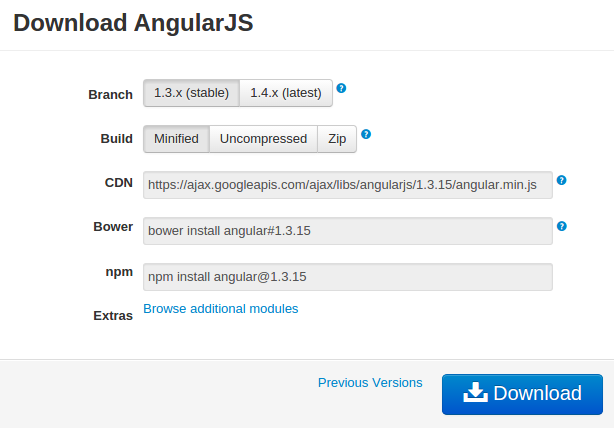 Download AngularJS
Branch 1.3.x (stable) 1.4.x (latest) ?
Build Minified Uncompressed Zip ?
CDN https://ajax.googleapis.com/ajax/libs/angularjs/1.3.15/angular.min.js ?
Bower bower install angular#1.3.15 ?
npm npm install angular@1.3.15
Extras Browse additional modules
Previous Versions Download